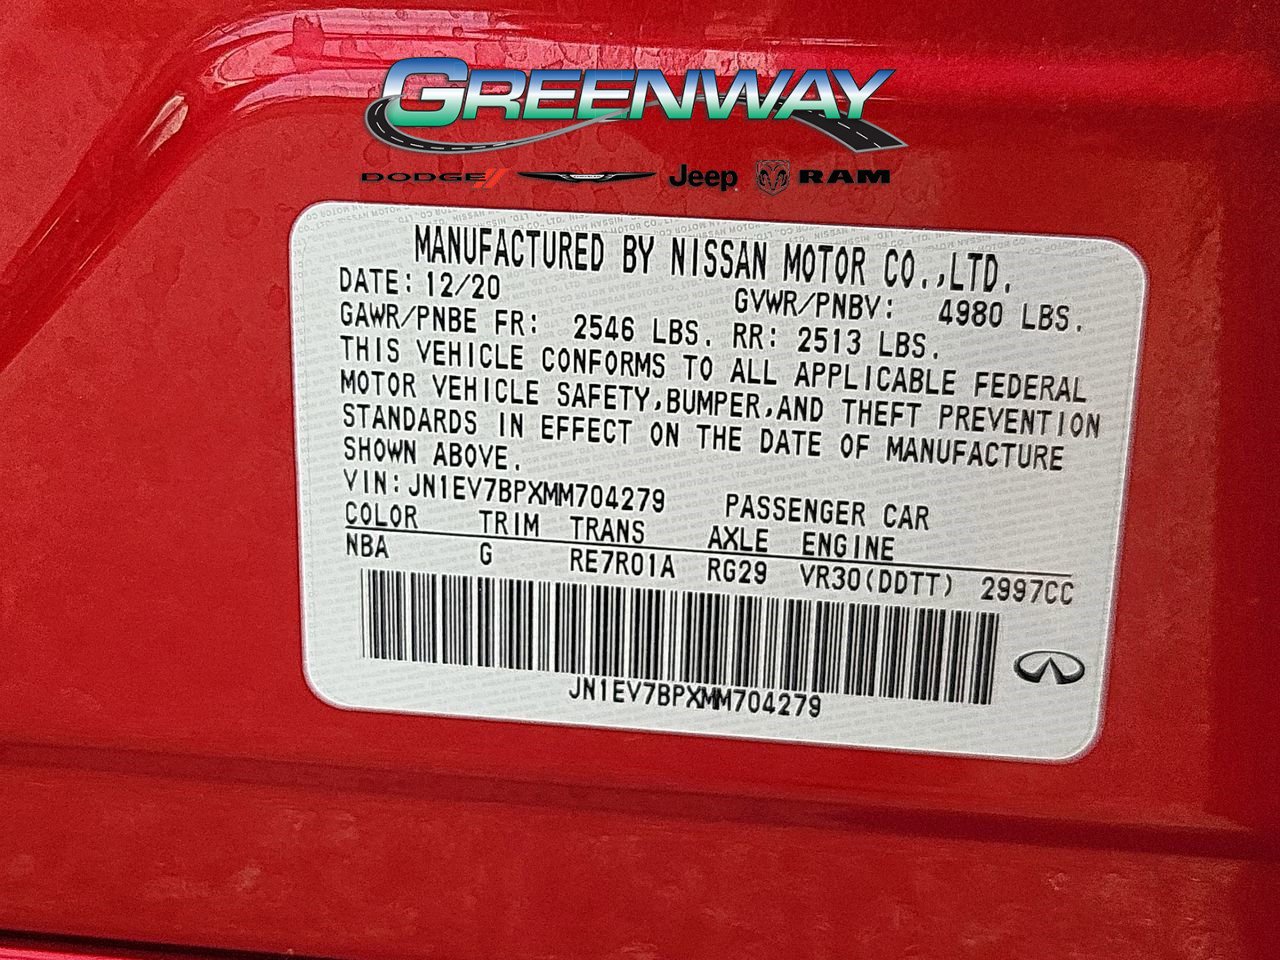 GREENWAY
DODGE Jeep RAM
MANUFACTURED BY NISSAN MOTOR CO.,LTD.
DATE: 12/20 GVWR/PNBV: 4980 LBS.
GAWR/PNBE FR: 2546 LBS. RR: 2513 LBS.
THIS VEHICLE CONFORMS TO ALL APPLICABLE FEDERAL
MOTOR VEHICLE SAFETY,BUMPER,AND THEFT PREVENTION
STANDARDS IN EFFECT ON THE DATE OF MANUFACTURE
SHOWN ABOVE.
VIN:JN1EV7BPXMM704279 PASSENGER CAR
COLOR TRIM TRANS AXLE ENGINE
NBA G RE7R01A RG29 VR30(DDTT) 2997CC
JN1EV7BPXMM704279